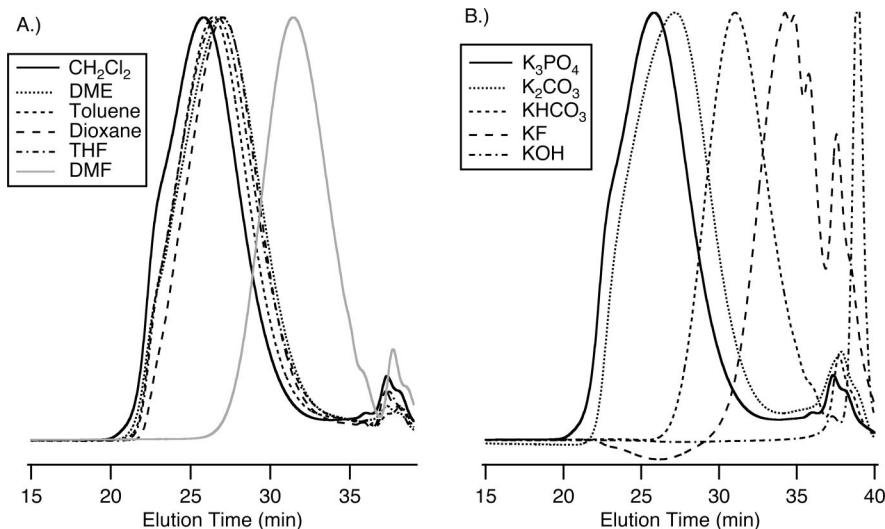 A.)
CH₂Cl₂
DME
Toluene
Dioxane
THF
DMF
15 20 25 30 35
Elution Time (min)
B.)
K₃PO₄
K₂CO₃
KHCO₃
KF
KOH
15 20 25 30 35 40
Elution Time (min)